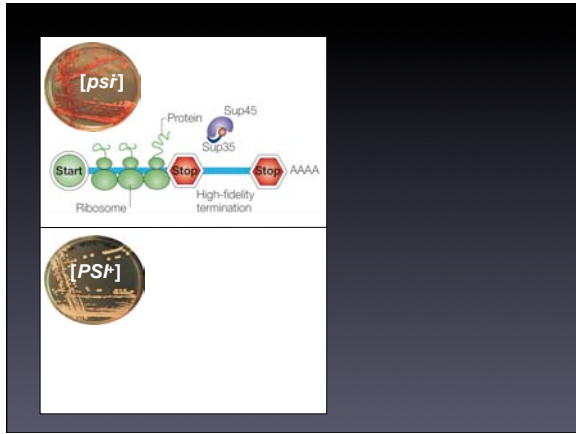 [psi-]
Protein
Sup45
Sup35
Start
Stop
Stop
AAAA
Ribosome
High-fidelity
termination
[PSI+]